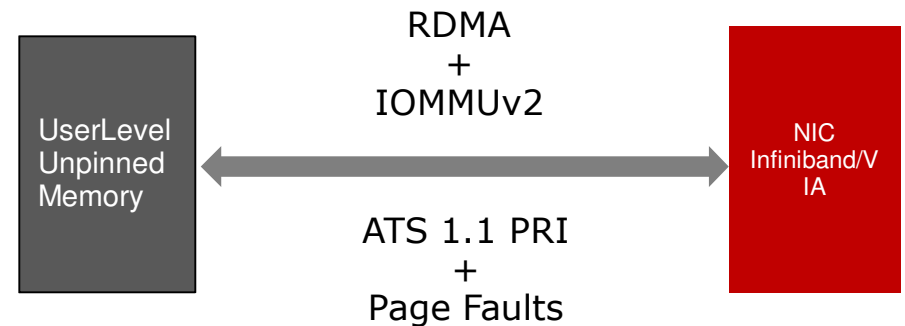 RDMA
+
IOMMUv2
UserLevel
Unpinned
Memory
NIC
Infiniband/V
IA
ATS 1.1 PRI
+
Page Faults